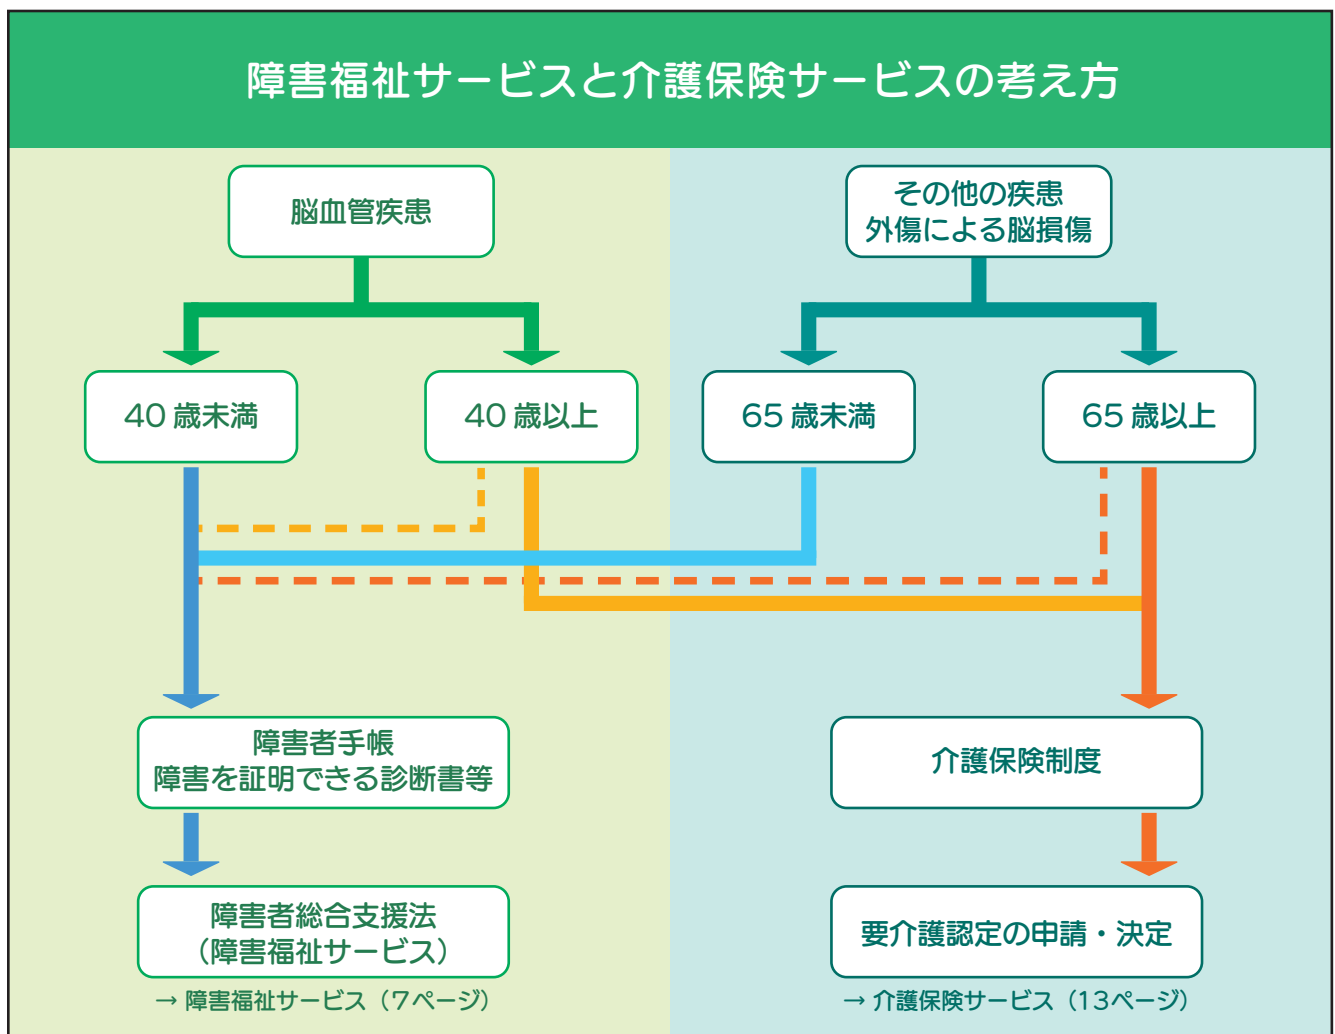 障害福祉サービスと介護保険サービスの考え方
脳血管疾患
その他の疾患
外傷による脳損傷
40 歳未満
40 歳以上
65 歳未満
65 歳以上
障害者手帳
障害を証明できる診断書等
介護保険制度
障害者総合支援法
（障害福祉サービス）
要介護認定の申請・決定
→ 障害福祉サービス（7ページ）
→ 介護保険サービス（13ページ）